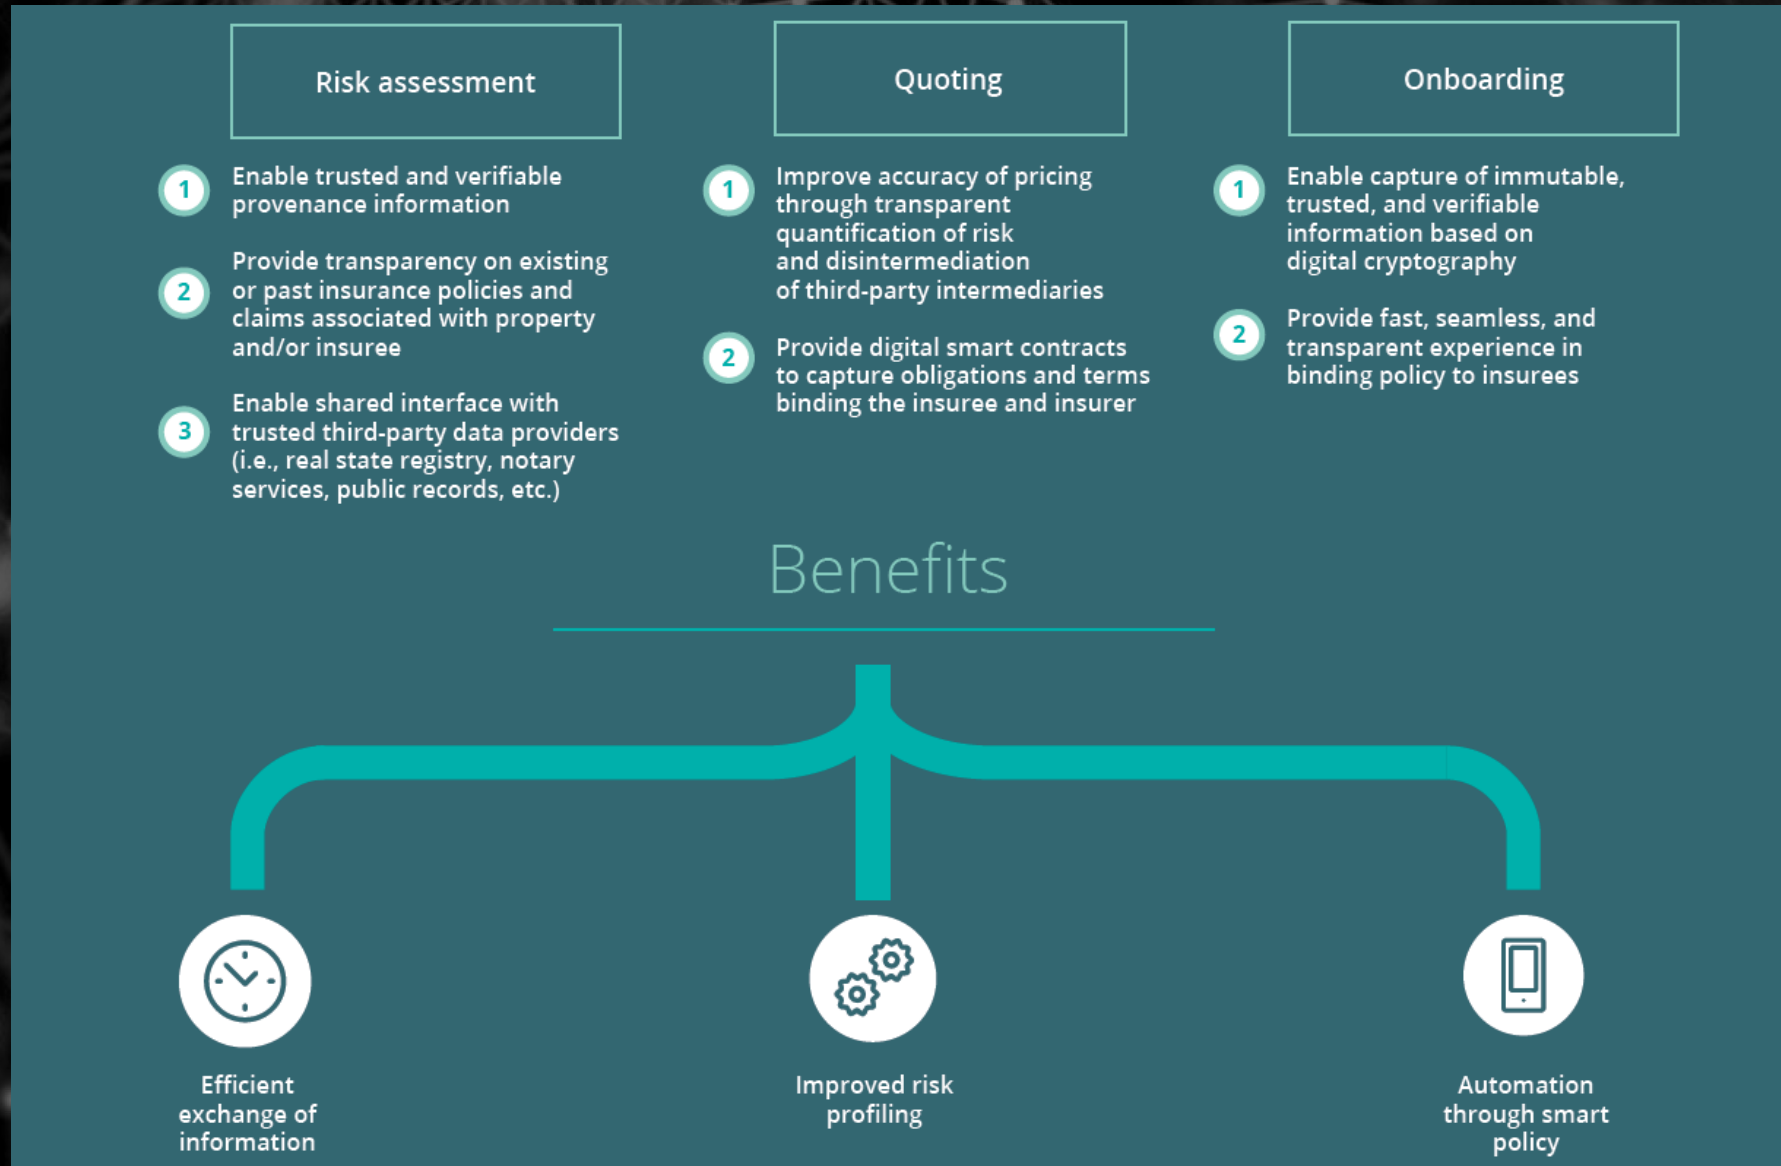 Risk assessment
1
Enable trusted and verifiable
provenance information
2
Provide transparency on existing
or past insurance policies and
claims associated with property
and/or insuree
3
Enable shared interface with
trusted third-party data providers
(i.e., real state registry, notary
services, public records, etc.)
Quoting
1
Improve accuracy of pricing
through transparent
quantification of risk
and disintermediation
of third-party intermediaries
2
Provide digital smart contracts
to capture obligations and terms
binding the insuree and insurer
Onboarding
1
Enable capture of immutable,
trusted, and verifiable
information based on
digital cryptography
2
Provide fast, seamless, and
transparent experience in
binding policy to insurees
Benefits
Efficient
exchange of
information
Improved risk
profiling
Automation
through smart
policy